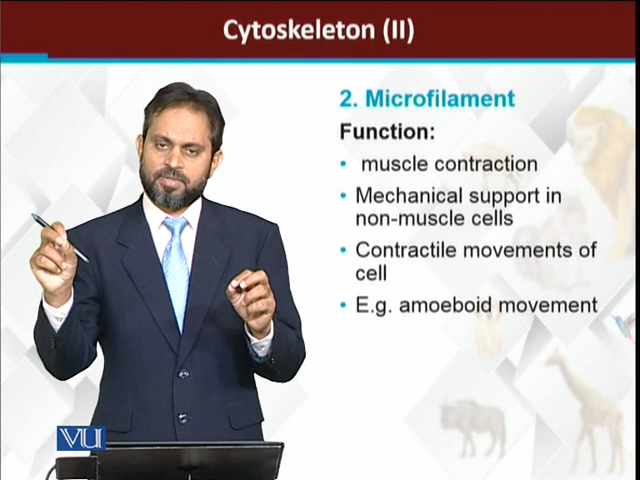 Cytoskeleton (II)
2. Microfilament
Function:
• muscle contraction
• Mechanical support in
non-muscle cells
• Contractile movements of
cell
• E.g. amoeboid movement
VU